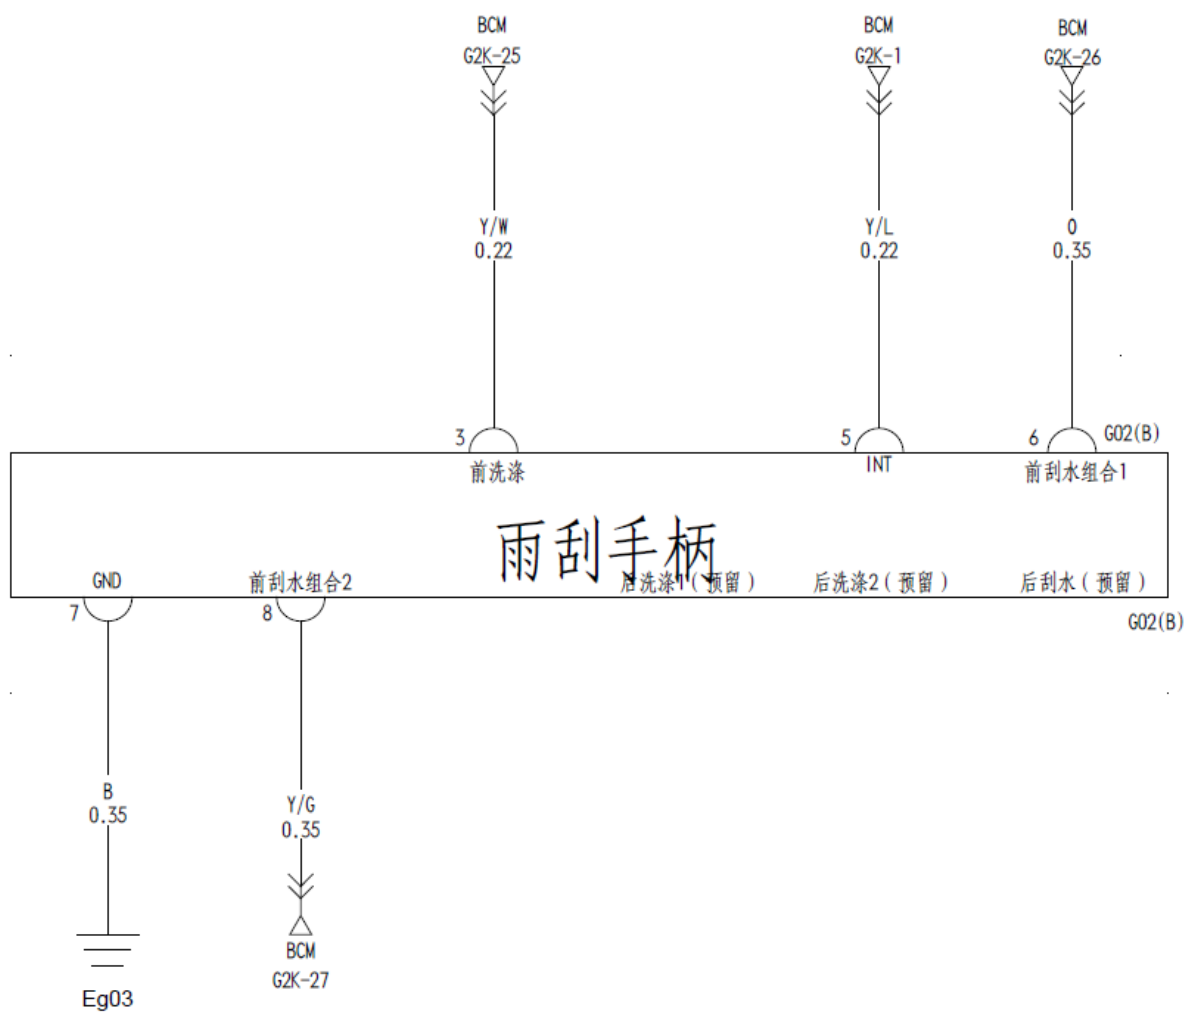 BCM
G2K-25
BCM
G2K-1
BCM
G2K-26
Y/W
0.22
Y/L
0.22
O
0.35
3
5
6
G02(B)
前洗涤
INT
前刮水组合1
雨刮手柄
GND
前刮水组合2
后洗涤1(预留)
后洗涤2(预留)
后刮水(预留)
7
8
G02(B)
B
0.35
Y/G
0.35
BCM
G2K-27
Eg03